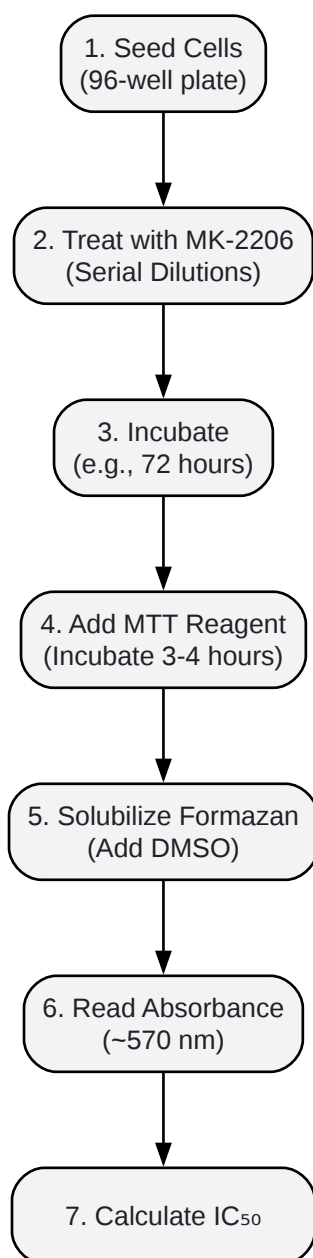 1. Seed Cells
(96-well plate)
2. Treat with MK-2206
(Serial Dilutions)
3. Incubate
(e.g., 72 hours)
4. Add MTT Reagent
(Incubate 3-4 hours)
5. Solubilize Formazan
(Add DMSO)
6. Read Absorbance
(~570 nm)
7. Calculate IC₅₀